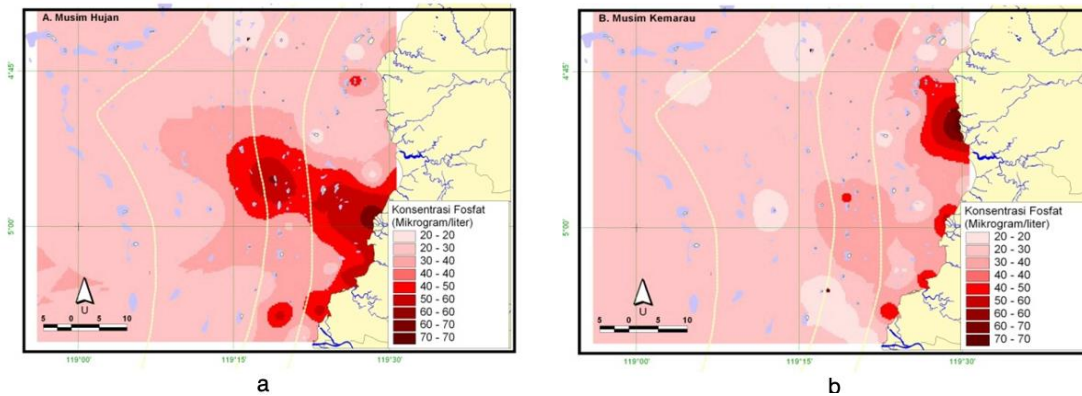 A. Musim Hujan
4°45'
5°00'
Konsentrasi Fosfat
(Mikrogram/liter)
20 - 20
20 - 30
30 - 40
40 - 40
40 - 50
50 - 60
60 - 60
60 - 70
70 - 70
U
5 0 5 10
119°00' 119°15' 119°30'
a
B. Musim Kemarau
4°45'
5°00'
Konsentrasi Fosfat
(Mikrogram/liter)
20 - 20
20 - 30
30 - 40
40 - 40
40 - 50
50 - 60
60 - 60
60 - 70
70 - 70
U
5 0 5 10
119°00' 119°15' 119°30'
b